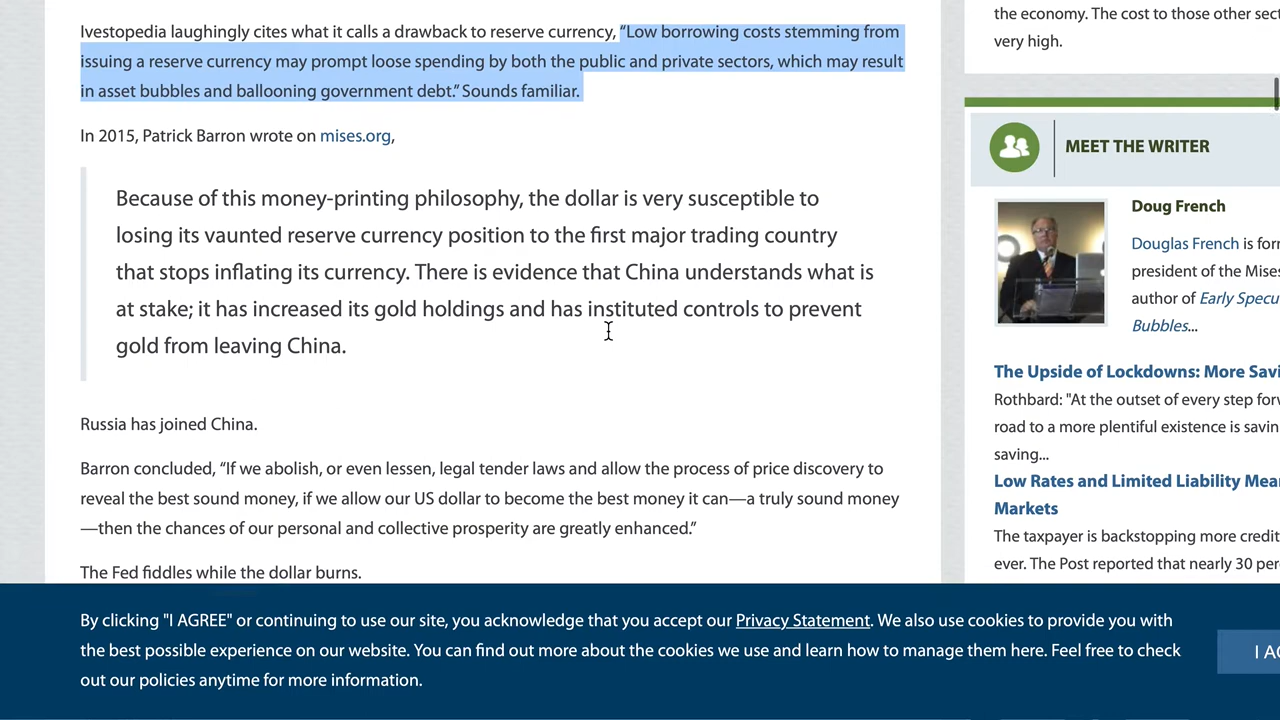 Ivestopedia laughingly cites what it calls a drawback to reserve currency, “Low borrowing costs stemming from
issuing a reserve currency may prompt loose spending by both the public and private sectors, which may result
in asset bubbles and ballooning government debt.” Sounds familiar.
In 2015, Patrick Barron wrote on mises.org,
Because of this money-printing philosophy, the dollar is very susceptible to
losing its vaunted reserve currency position to the first major trading country
that stops inflating its currency. There is evidence that China understands what is
at stake; it has increased its gold holdings and has instituted controls to prevent
gold from leaving China.
Russia has joined China.
Barron concluded, “If we abolish, or even lessen, legal tender laws and allow the process of price discovery to
reveal the best sound money, if we allow our US dollar to become the best money it can—a truly sound money
—then the chances of our personal and collective prosperity are greatly enhanced.”
The Fed fiddles while the dollar burns.
the economy. The cost to those other sect
very high.
MEET THE WRITER
Doug French
Douglas French is form
president of the Mises
author of Early Specu
Bubbles...
The Upside of Lockdowns: More Savi
Rothbard: "At the outset of every step forw
road to a more plentiful existence is savin
saving...
Low Rates and Limited Liability Mea
Markets
The taxpayer is backstopping more credit
ever. The Post reported that nearly 30 per
By clicking "I AGREE" or continuing to use our site, you acknowledge that you accept our Privacy Statement. We also use cookies to provide you with
the best possible experience on our website. You can find out more about the cookies we use and learn how to manage them here. Feel free to check
out our policies anytime for more information.
I AG